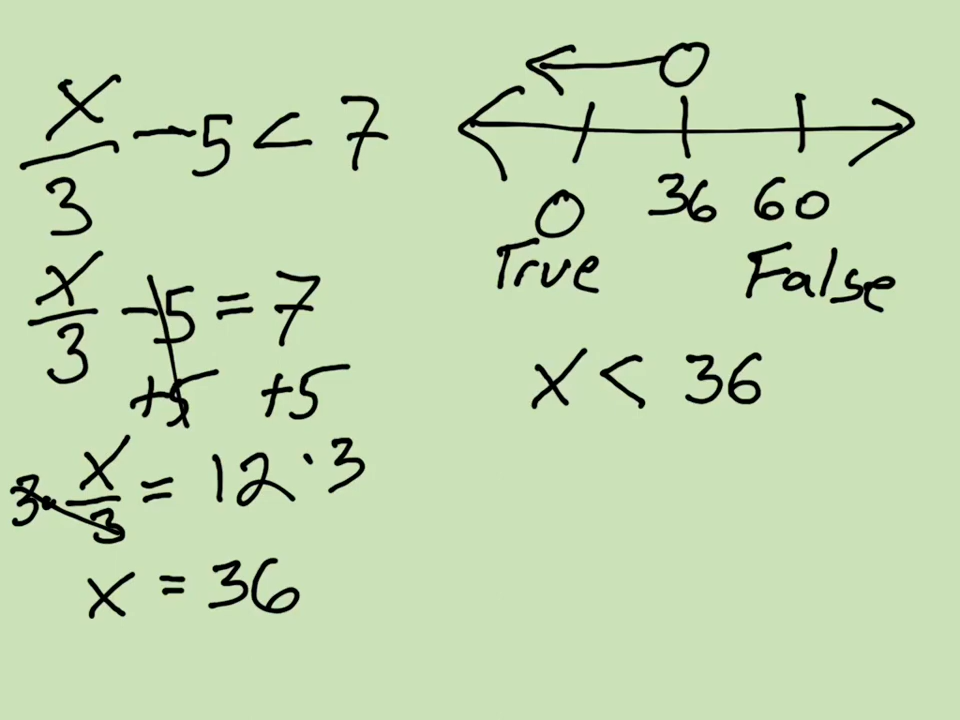 x/3 - 5 < 7
x/3 - 5 = 7
+5 +5
3 · x/3 = 12 · 3
x = 36
0 36 60
True False
x < 36